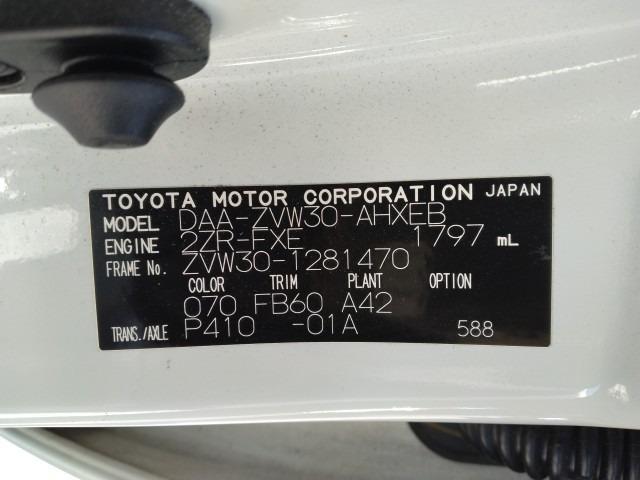 TOYOTA MOTOR CORPORATION JAPAN
MODEL DAA-ZVW30-AHXEB
ENGINE 2ZR-FXE 1797 mL
FRAME No. ZVW30-1281470
COLOR TRIM PLANT OPTION
070 FB60 A42
TRANS./AXLE P410 -01A 588